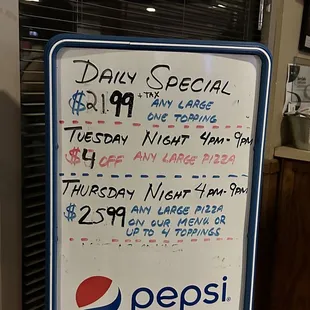 DAILY SPECIAL
$21.99 + TAX ANY LARGE
ONE TOPPING
TUESDAY NIGHT 4PM-9PM
$4 OFF ANY LARGE PIZZA
THURSDAY NIGHT 4PM-9PM
$25.99 ANY LARGE PIZZA
ON OUR MENU OR
UP TO 4 TOPPINGS
pepsi